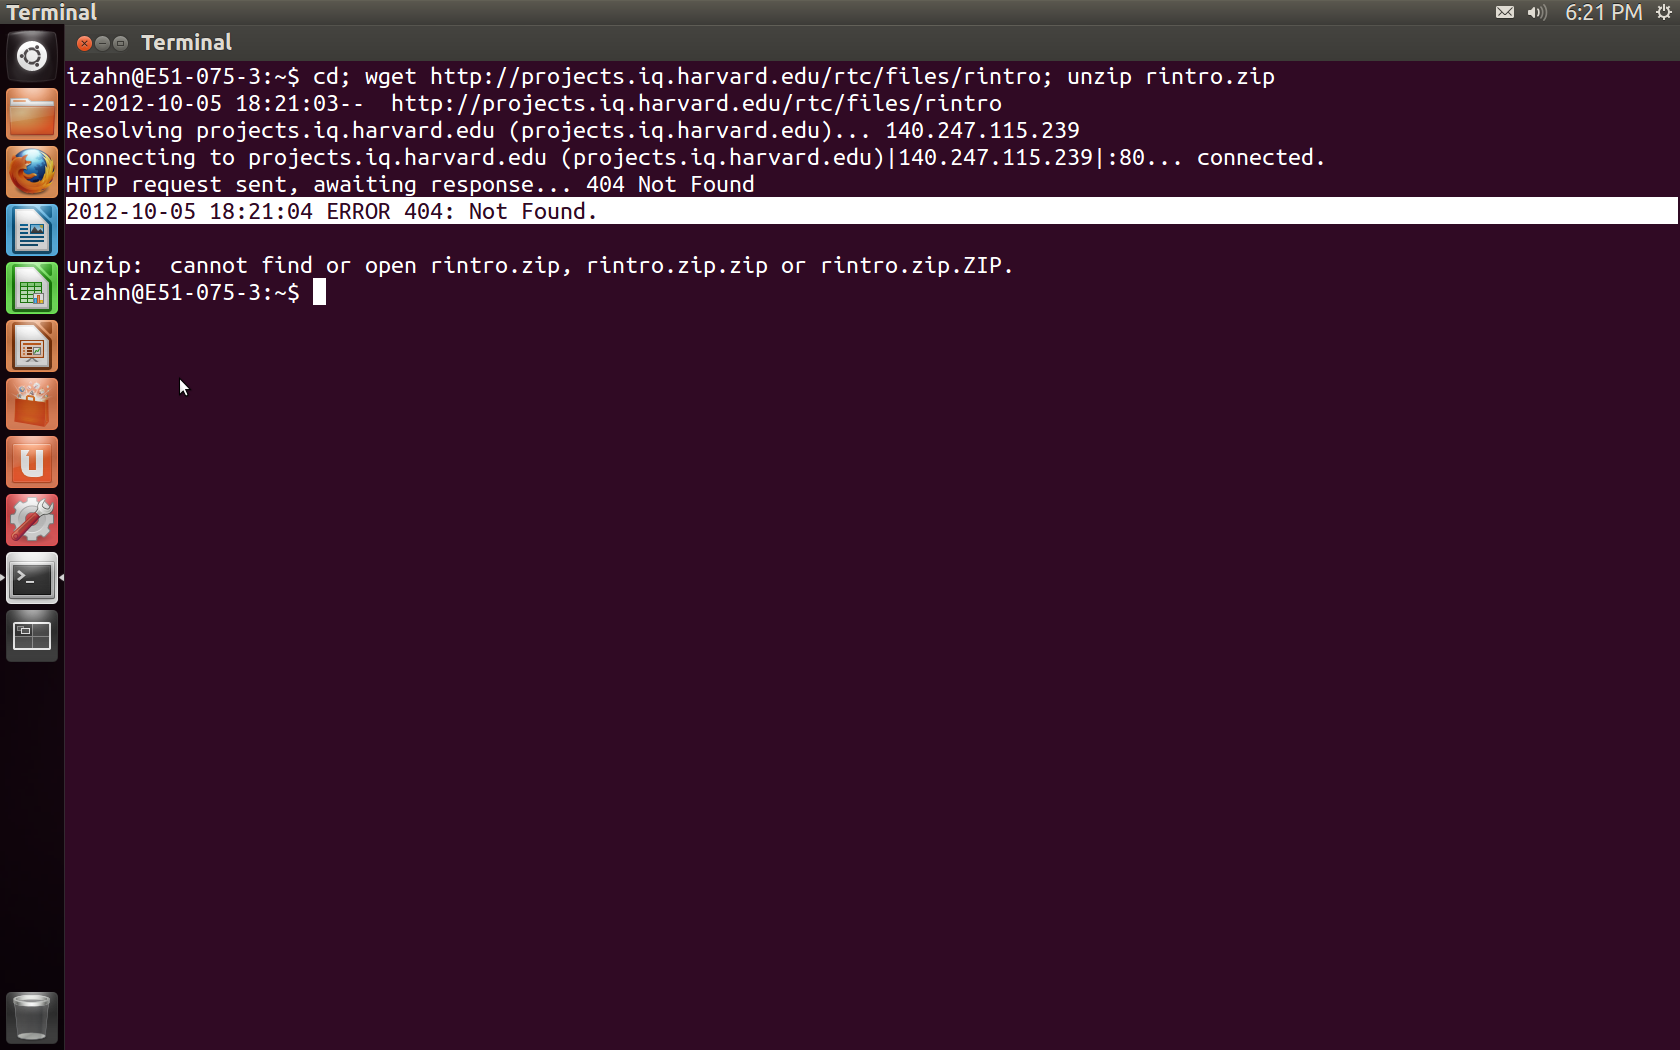 Terminal
6:21 PM
Terminal
izahn@E51-075-3:~$ cd; wget http://projects.iq.harvard.edu/rtc/files/rintro; unzip rintro.zip
--2012-10-05 18:21:03--  http://projects.iq.harvard.edu/rtc/files/rintro
Resolving projects.iq.harvard.edu (projects.iq.harvard.edu)... 140.247.115.239
Connecting to projects.iq.harvard.edu (projects.iq.harvard.edu)|140.247.115.239|:80... connected.
HTTP request sent, awaiting response... 404 Not Found
2012-10-05 18:21:04 ERROR 404: Not Found.
unzip:  cannot find or open rintro.zip, rintro.zip.zip or rintro.zip.ZIP.
izahn@E51-075-3:~$